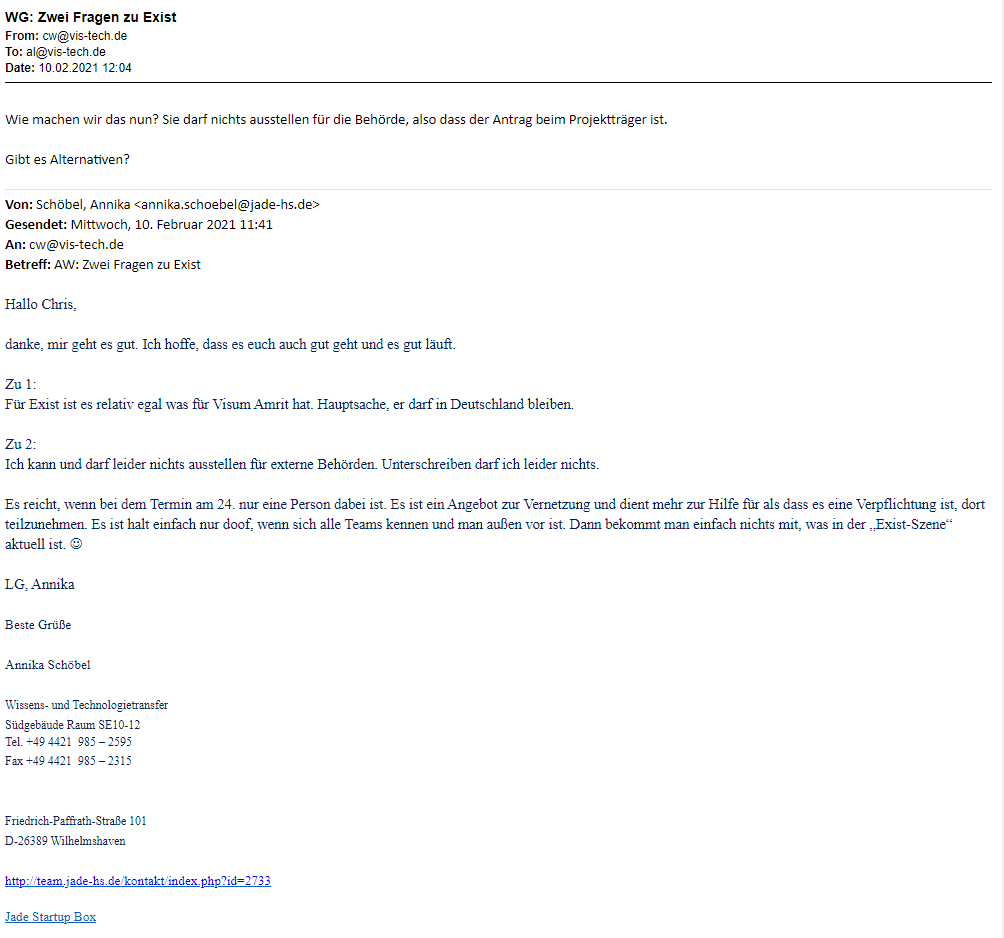 WG: Zwei Fragen zu Exist
From: cw@vis-tech.de
To: al@vis-tech.de
Date: 10.02.2021 12:04
Wie machen wir das nun? Sie darf nichts ausstellen für die Behörde, also dass der Antrag beim Projektträger ist.
Gibt es Alternativen?
Von: Schöbel, Annika <annika.schoebel@jade-hs.de>
Gesendet: Mittwoch, 10. Februar 2021 11:41
An: cw@vis-tech.de
Betreff: AW: Zwei Fragen zu Exist
Hallo Chris,
danke, mir geht es gut. Ich hoffe, dass es euch auch gut geht und es gut läuft.
Zu 1:
Für Exist ist es relativ egal was für Visum Amrit hat. Hauptsache, er darf in Deutschland bleiben.
Zu 2:
Ich kann und darf leider nichts ausstellen für externe Behörden. Unterschreiben darf ich leider nichts.
Es reicht, wenn bei dem Termin am 24. nur eine Person dabei ist. Es ist ein Angebot zur Vernetzung und dient mehr zur Hilfe für als dass es eine Verpflichtung ist, dort
teilzunehmen. Es ist halt einfach nur doof, wenn sich alle Teams kennen und man außen vor ist. Dann bekommt man einfach nichts mit, was in der „Exist-Szene“
aktuell ist. ☺
LG, Annika
Beste Grüße
Annika Schöbel
Wissens- und Technologietransfer
Südgebäude Raum SE10-12
Tel. +49 4421  985 – 2595
Fax +49 4421  985 – 2315
Friedrich-Paffrath-Straße 101
D-26389 Wilhelmshaven
http://team.jade-hs.de/kontakt/index.php?id=2733
Jade Startup Box